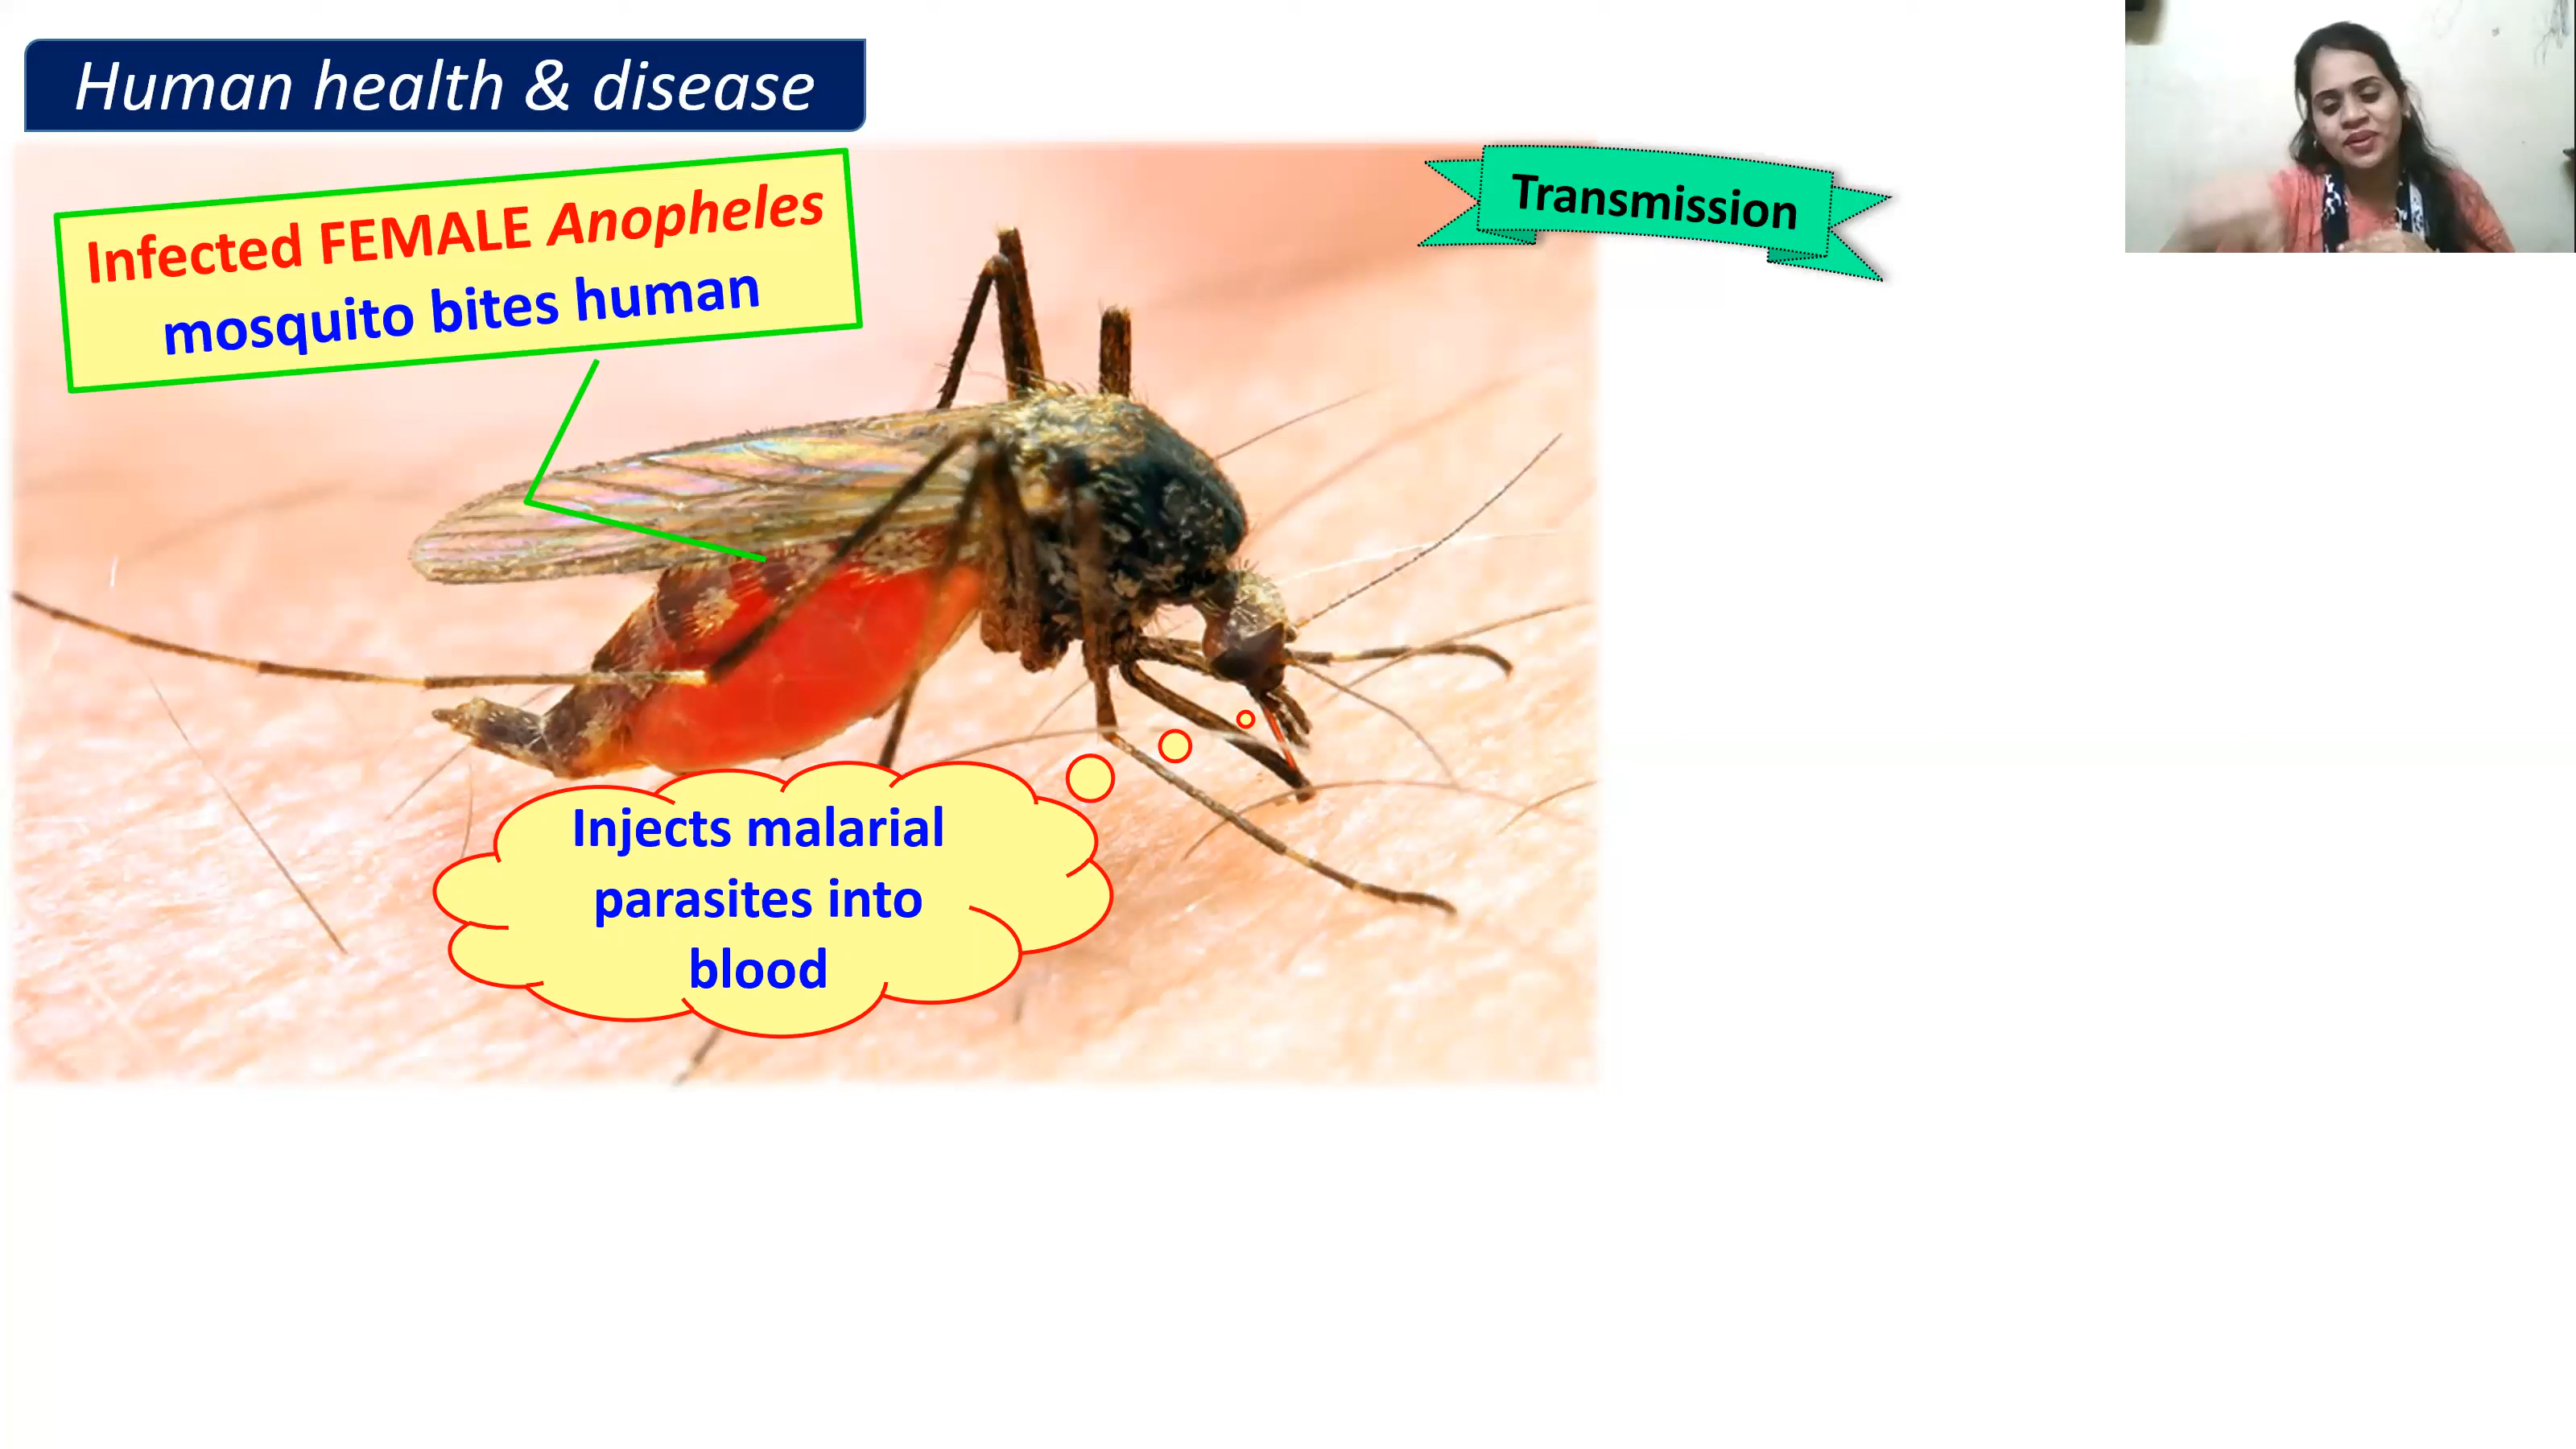 Human health & disease
Infected FEMALE Anopheles
mosquito bites human
Transmission
Injects malarial
parasites into
blood